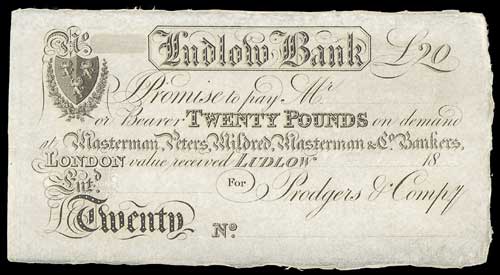 No. Ludlow Bank £20
I Promise to pay Mr.
or Bearer TWENTY POUNDS on demand
at Masterman, Peters, Mildred, Masterman & Co. Bankers,
LONDON value received LUDLOW 18
Ent.d For Prodgers & Compy
Twenty No.